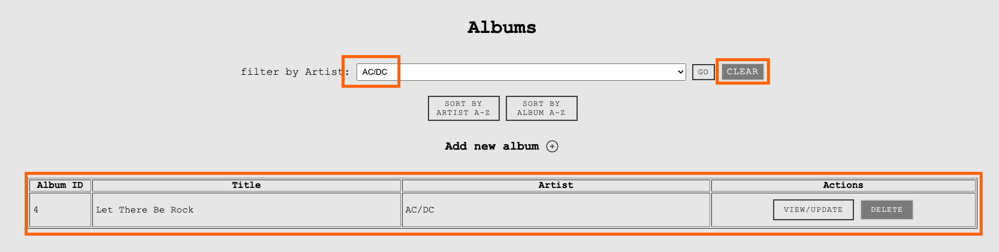 Albums
filter by Artist: AC/DC GO CLEAR
SORT BY ARTIST A-Z SORT BY ALBUM A-Z
Add new album
Album ID Title Artist Actions
4 Let There Be Rock AC/DC VIEW/UPDATE DELETE